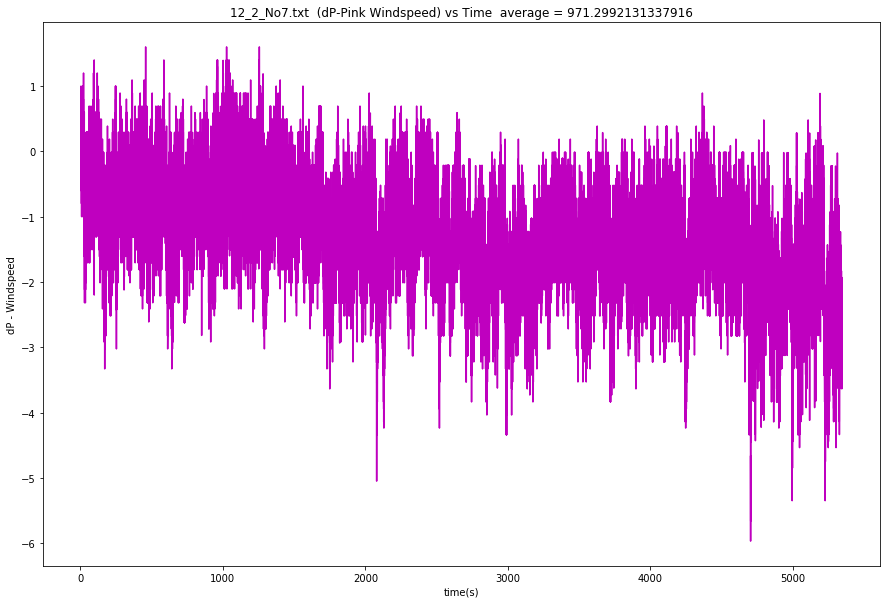 12_2_No7.txt  (dP-Pink Windspeed) vs Time  average = 971.2992131337916
1
0
−1
−2
−3
−4
−5
−6
dP - Windspeed
0 1000 2000 3000 4000 5000
time(s)